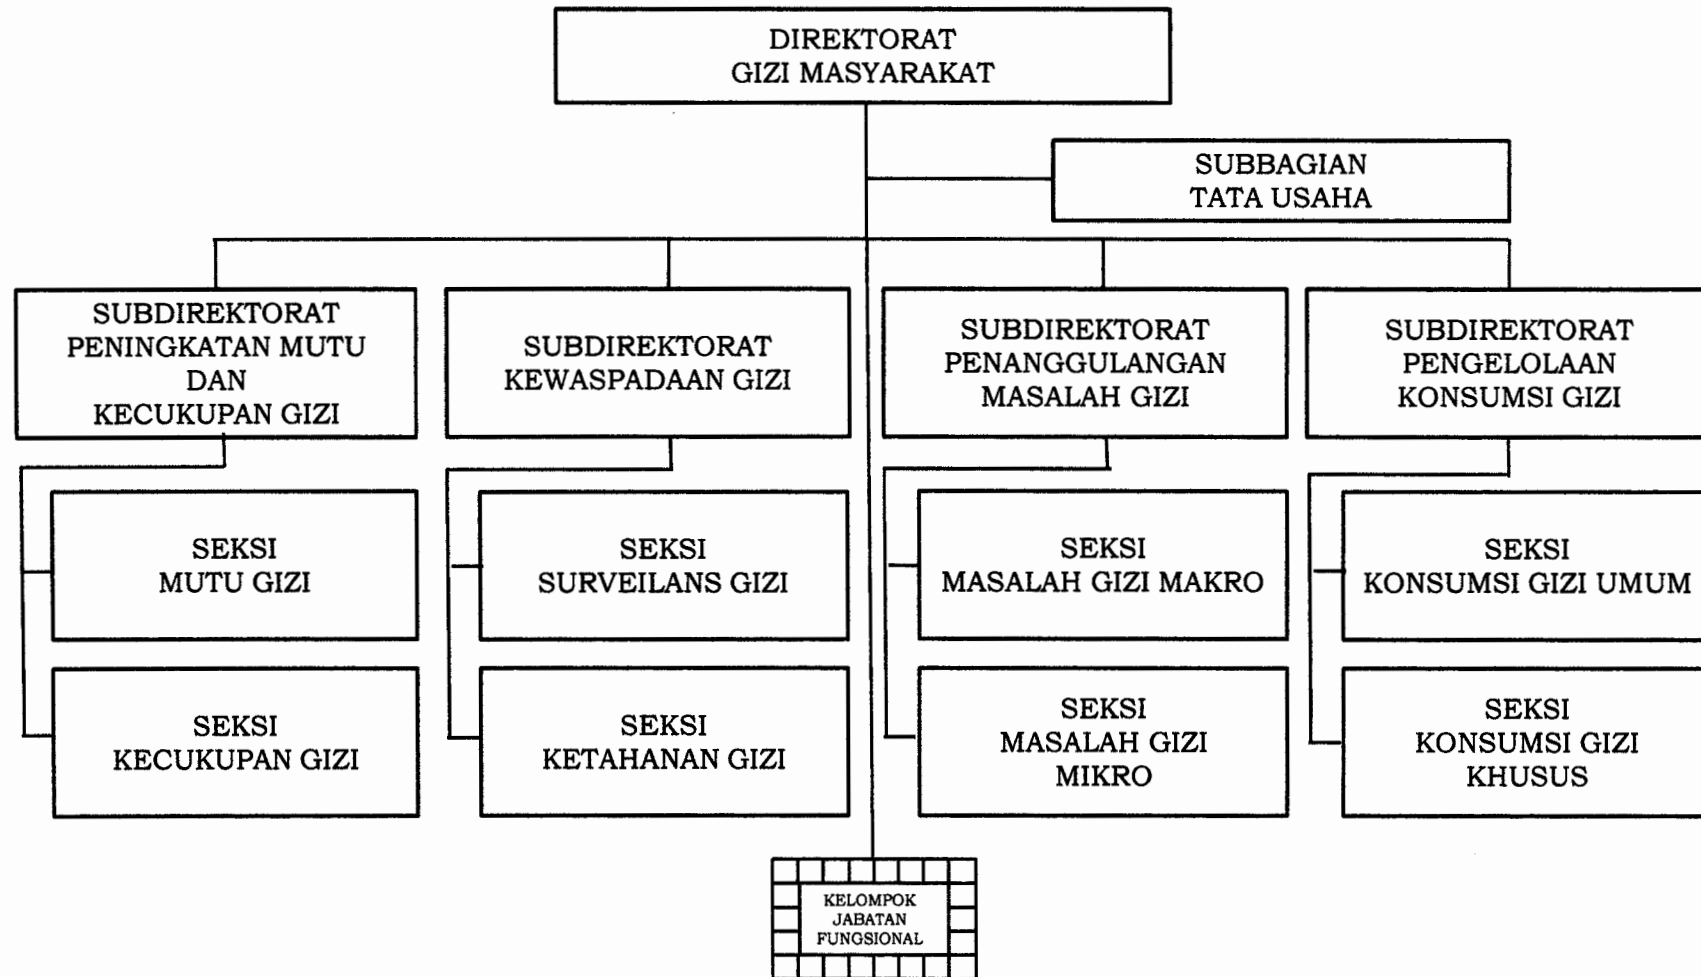 DIREKTORAT
GIZI MASYARAKAT
SUBBAGIAN
TATA USAHA
SUBDIREKTORAT
PENINGKATAN MUTU
DAN
KECUKUPAN GIZI
SUBDIREKTORAT
KEWASPADAAN GIZI
SUBDIREKTORAT
PENANGGULANGAN
MASALAH GIZI
SUBDIREKTORAT
PENGELOLAAN
KONSUMSI GIZI
SEKSI
MUTU GIZI
SEKSI
SURVEILANS GIZI
SEKSI
MASALAH GIZI MAKRO
SEKSI
KONSUMSI GIZI UMUM
SEKSI
KECUKUPAN GIZI
SEKSI
KETAHANAN GIZI
SEKSI
MASALAH GIZI
MIKRO
SEKSI
KONSUMSI GIZI
KHUSUS
KELOMPOK
JABATAN
FUNGSIONAL